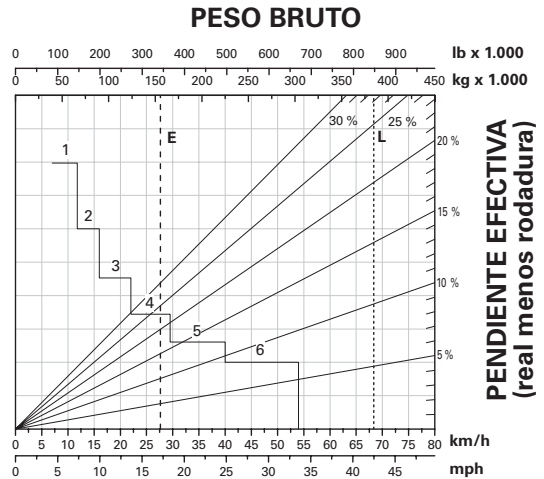 PESO BRUTO
0 100 150 200 300 350 400 500 600 700 800 900 lb x 1.000
0 50 100 150 200 250 300 350 400 450 kg x 1.000
30 % 25 %
E L
20 %
1
2
15 %
3
4
10 %
5
6
5 %
0 5 10 15 20 25 30 35 40 45 50 55 60 65 70 75 80 km/h
0 5 10 15 20 25 30 35 40 45 mph
PENDIENTE EFECTIVA
(real menos rodadura)